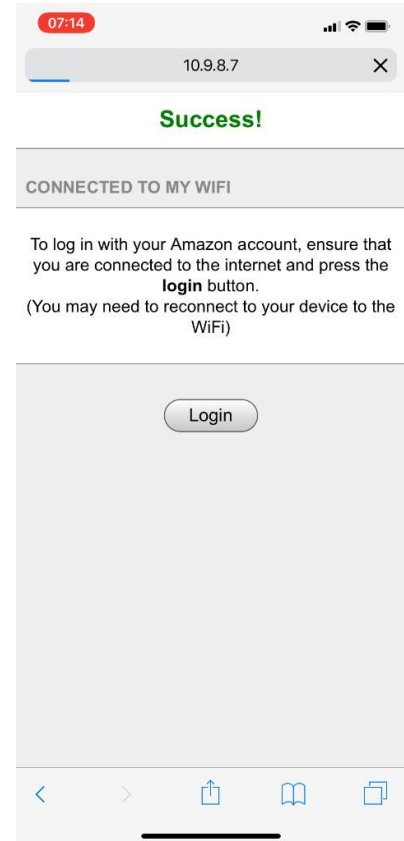 07:14
10.9.8.7
Success!
CONNECTED TO MY WIFI
To log in with your Amazon account, ensure that
you are connected to the internet and press the
login button.
(You may need to reconnect to your device to the
WiFi)
Login